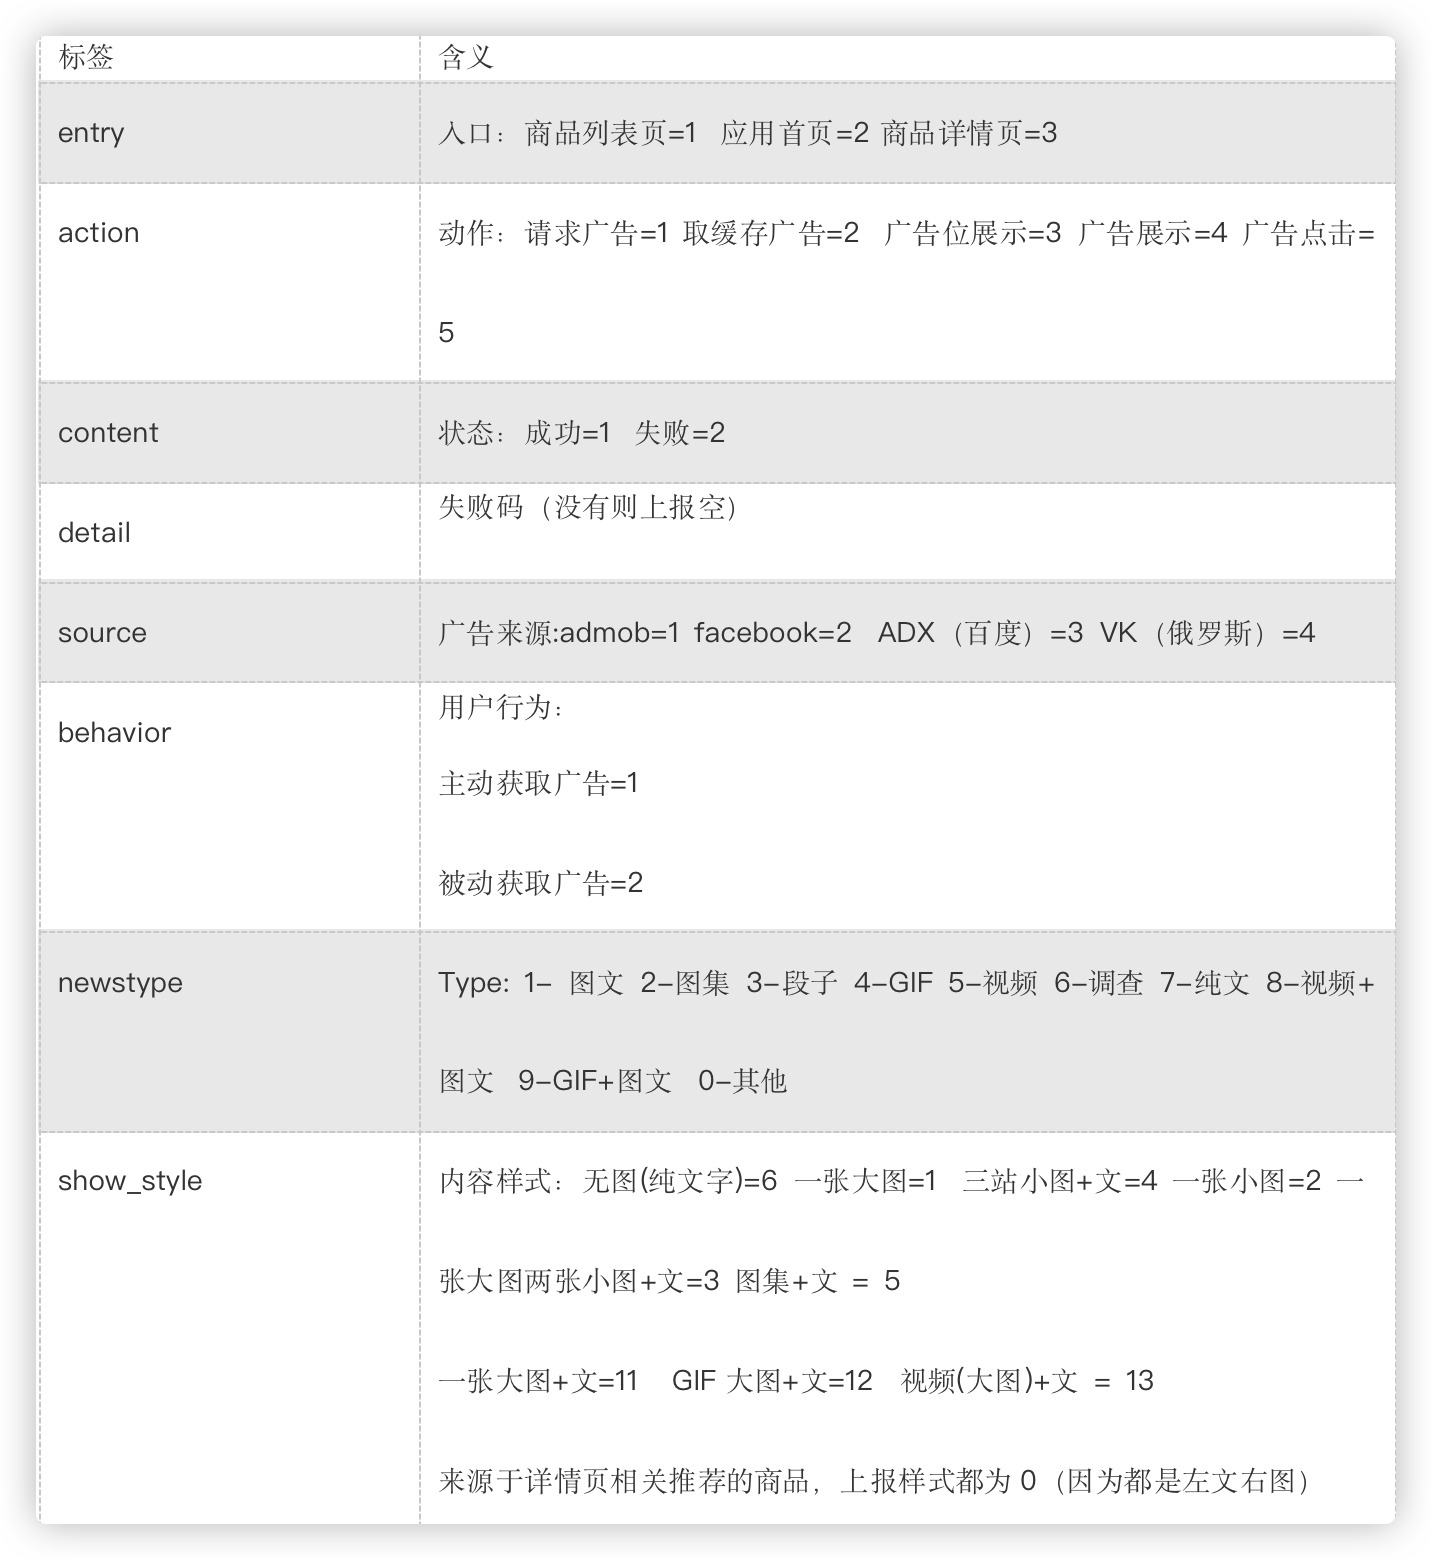 标签 含义
entry 入口：商品列表页=1 应用首页=2 商品详情页=3
action 动作：请求广告=1 取缓存广告=2 广告位展示=3 广告展示=4 广告点击=
5
content 状态：成功=1 失败=2
失败码（没有则上报空）
detail
source 广告来源:admob=1 facebook=2 ADX（百度）=3 VK（俄罗斯）=4
用户行为：
behavior
主动获取广告=1
被动获取广告=2
newstype Type: 1- 图文 2-图集 3-段子 4-GIF 5-视频 6-调查 7-纯文 8-视频+
图文 9-GIF+图文 0-其他
show_style 内容样式：无图(纯文字)=6 一张大图=1 三站小图+文=4 一张小图=2 一
张大图两张小图+文=3 图集+文 = 5
一张大图+文=11 GIF 大图+文=12 视频(大图)+文 = 13
来源于详情页相关推荐的商品，上报样式都为 0（因为都是左文右图）